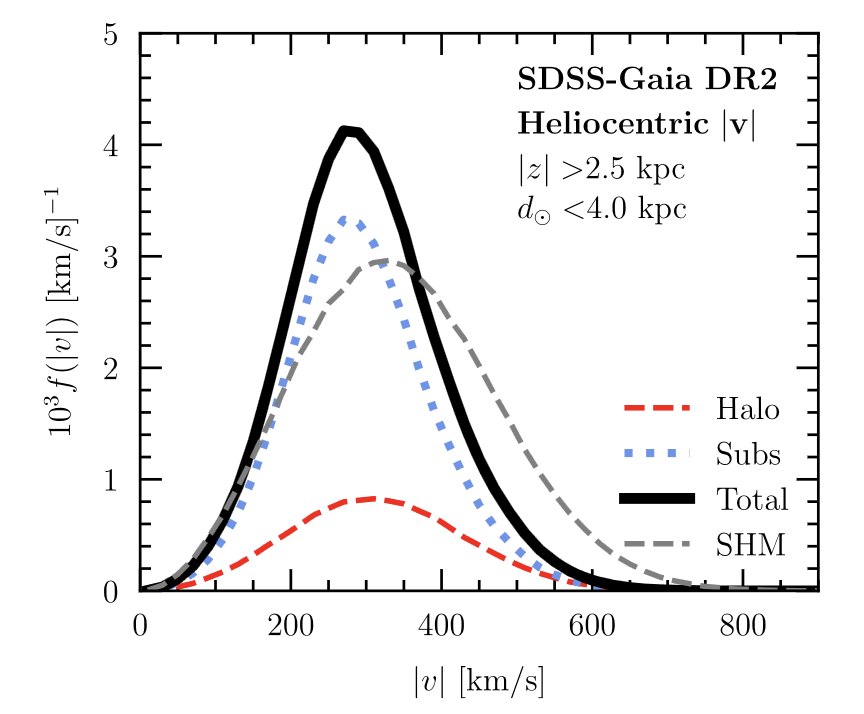 5
4
3
2
1
0
10³ f(|v|) [km/s]⁻¹
SDSS-Gaia DR2
Heliocentric |v|
|z| >2.5 kpc
d☉ <4.0 kpc
Halo
Subs
Total
SHM
0 200 400 600 800
|v| [km/s]